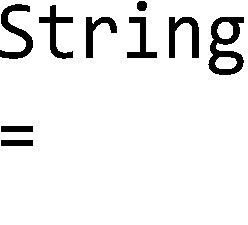 String
=